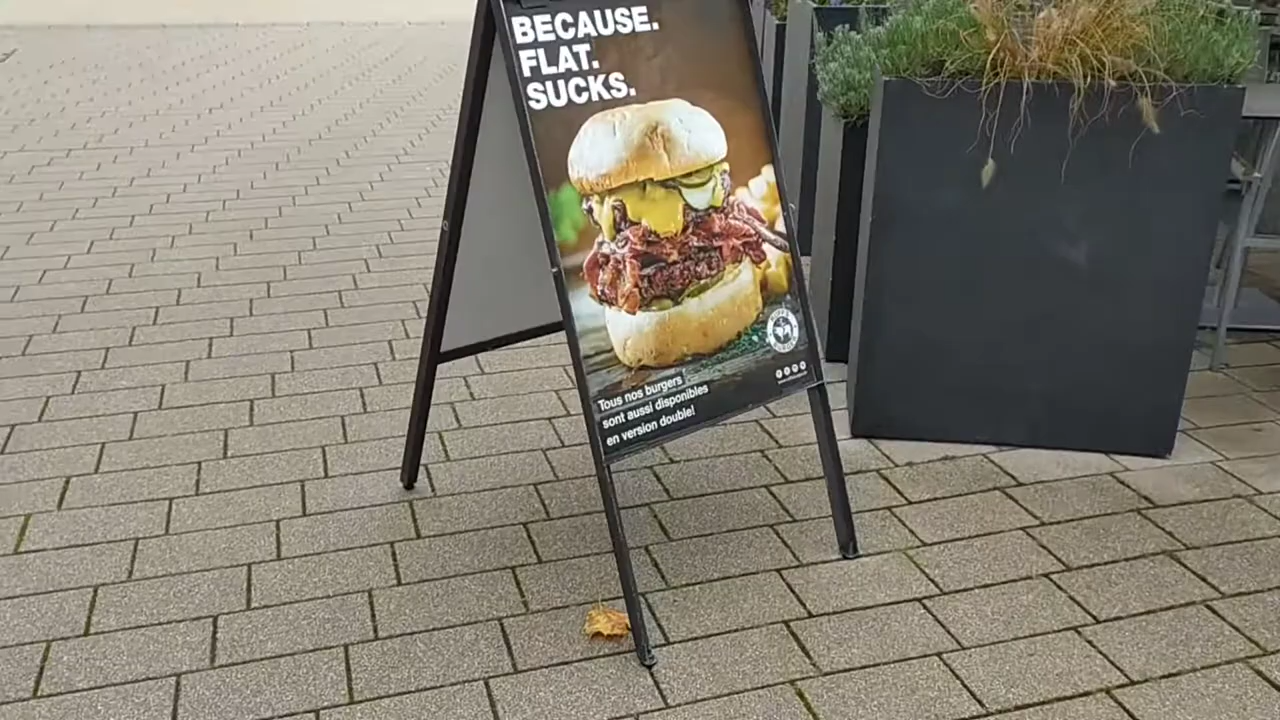 BECAUSE.
FLAT.
SUCKS.
Tous nos burgers
sont aussi disponibles
en version double!